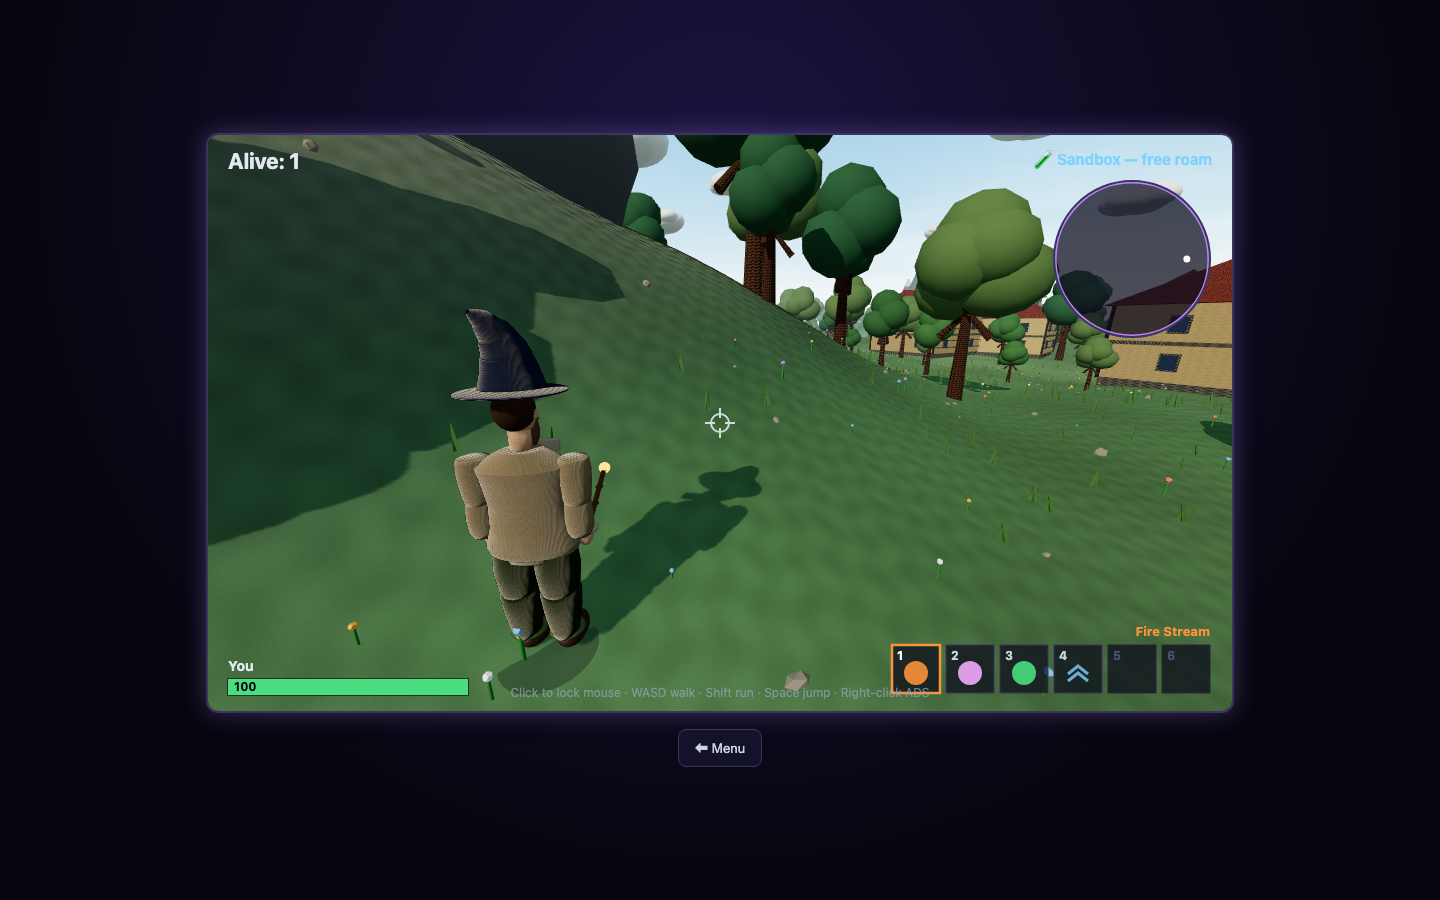 Alive: 1
Sandbox — free roam
Fire Stream
1 2 3 4 5 6
You
100
Click to lock mouse · WASD walk · Shift run · Space jump · Right-click ADS
⬅ Menu